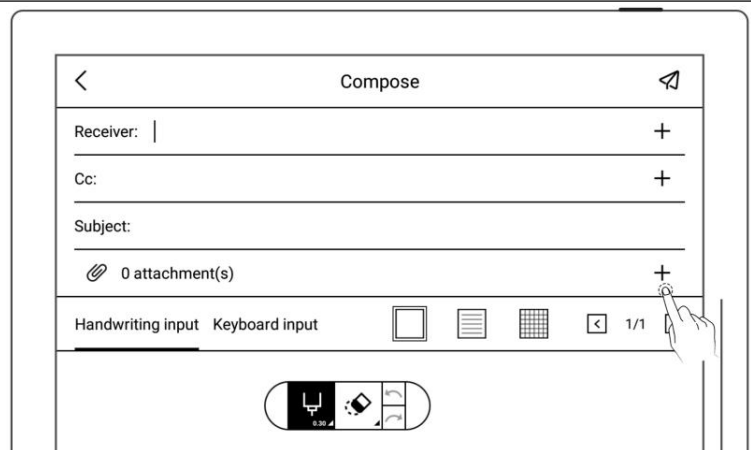 Compose
Receiver:
Cc:
Subject:
0 attachment(s)
Handwriting input Keyboard input 1/1
0.30